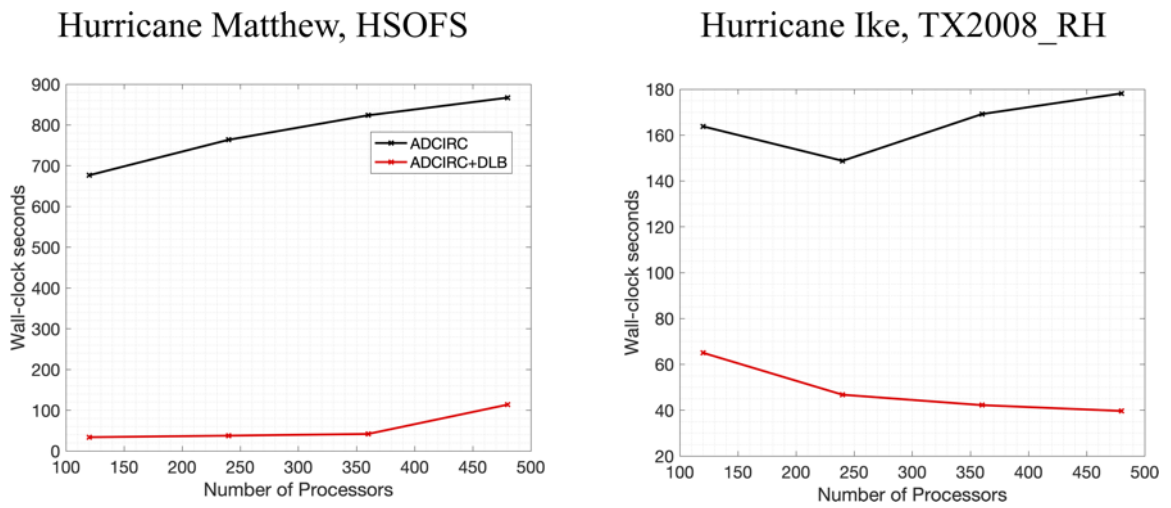 Hurricane Matthew, HSOFS
900
800
700
600
500
400
300
200
100
0
Wall-clock seconds
ADCIRC
ADCIRC+DLB
100 150 200 250 300 350 400 450 500
Number of Processors
Hurricane Ike, TX2008_RH
180
160
140
120
100
80
60
40
20
Wall-clock seconds
100 150 200 250 300 350 400 450 500
Number of Processors